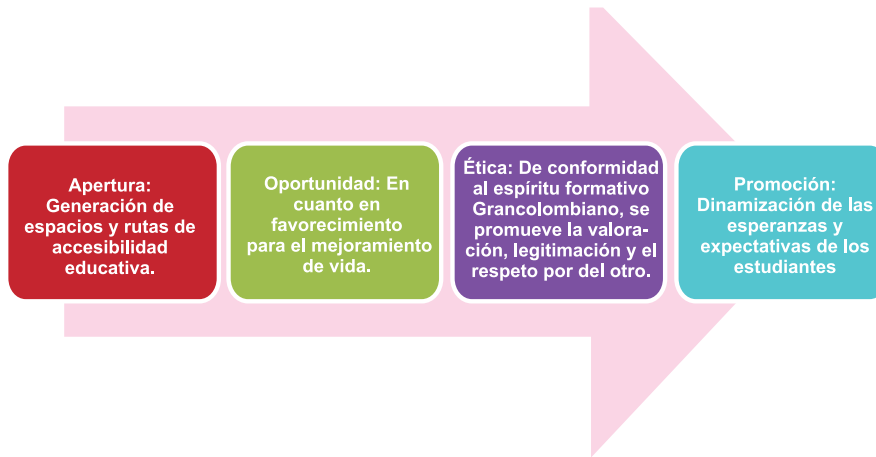 Apertura:
Generación de
espacios y rutas de
accesibilidad
educativa.
Oportunidad: En
cuanto en
favorecimiento
para el mejoramiento
de vida.
Ética: De conformidad
al espíritu formativo
Grancolombiano, se
promueve la valora-
ción, legitimación y el
respeto por del otro.
Promoción:
Dinamización de las
esperanzas y
expectativas de los
estudiantes